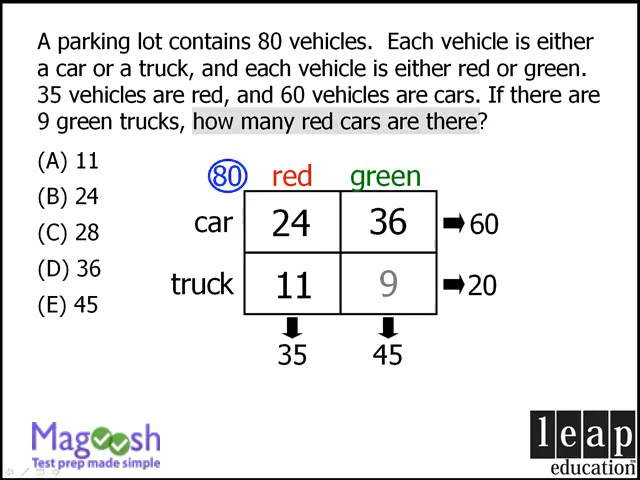 A parking lot contains 80 vehicles. Each vehicle is either
a car or a truck, and each vehicle is either red or green.
35 vehicles are red, and 60 vehicles are cars. If there are
9 green trucks, how many red cars are there?
(A) 11
(B) 24
(C) 28
(D) 36
(E) 45
80 red green
car 24 36 60
truck 11 9 20
35 45
Magoosh
Test prep made simple
leap
education